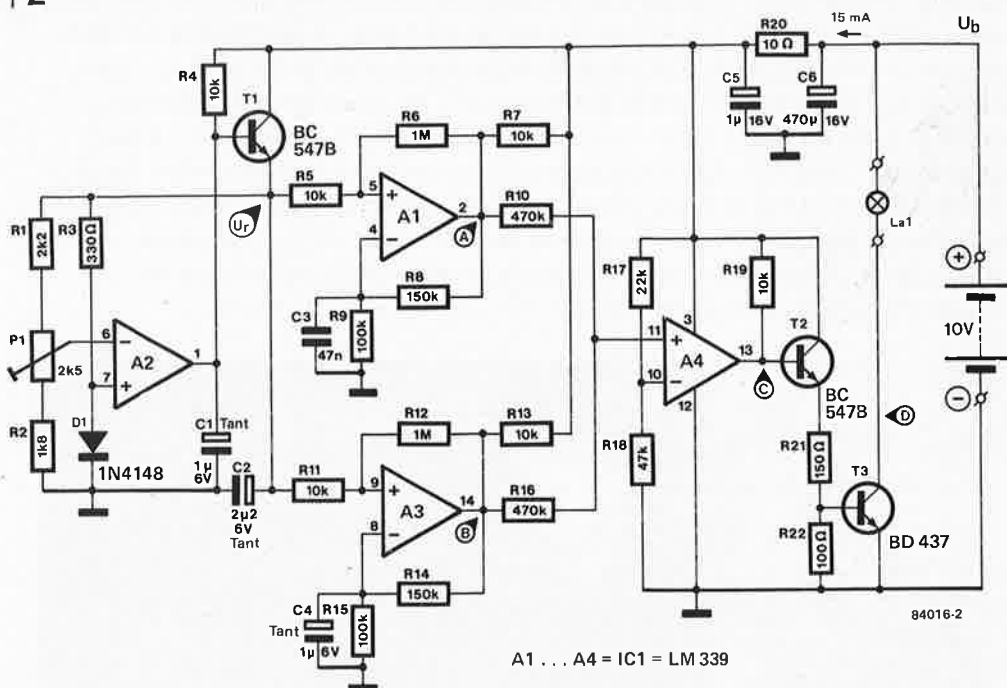 R4
10k
T1
BC
547B
R5
10k
Ur
R1
2k2
R3
330Ω
P1
2k5
R2
1k8
D1
1N4148
6
7
A2
1
C1 Tant
1µ
6V
C2
2µ2
6V
Tant
R6
1M
R7
10k
5
4
A1
2
A
R10
470k
R8
150k
C3
47n
R9
100k
R11
10k
R12
1M
R13
10k
9
8
A3
14
B
R16
470k
R14
150k
C4
Tant
1µ 6V
R15
100k
R20
10Ω
15 mA
Ub
C5
1µ 16V
C6
470µ 16V
La1
R17
22k
R19
10k
11
10
A4
3
12
13
C
T2
BC
547B
R18
47k
R21
150Ω
R22
100Ω
T3
BD 437
D
10V
84016-2
A1 . . . A4 = IC1 = LM 339